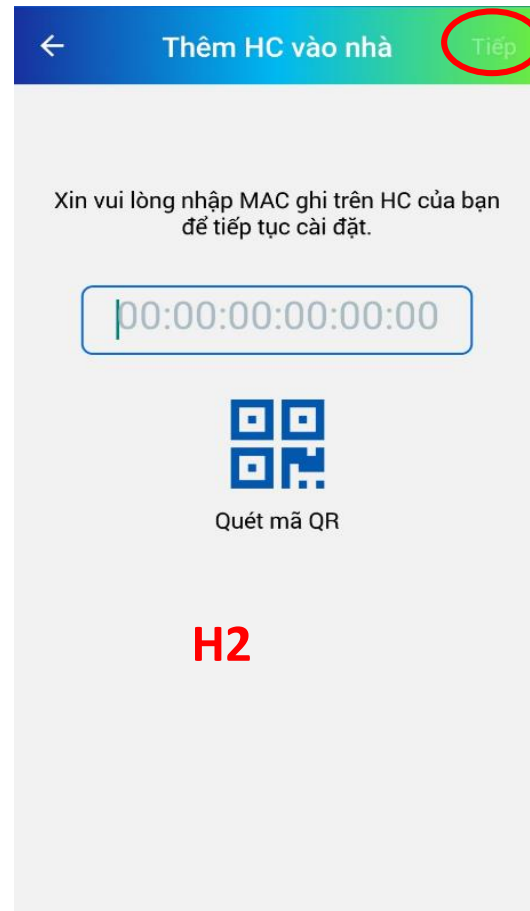 Thêm HC vào nhà Tiếp
Xin vui lòng nhập MAC ghi trên HC của bạn
để tiếp tục cài đặt.
00:00:00:00:00:00
Quét mã QR
H2